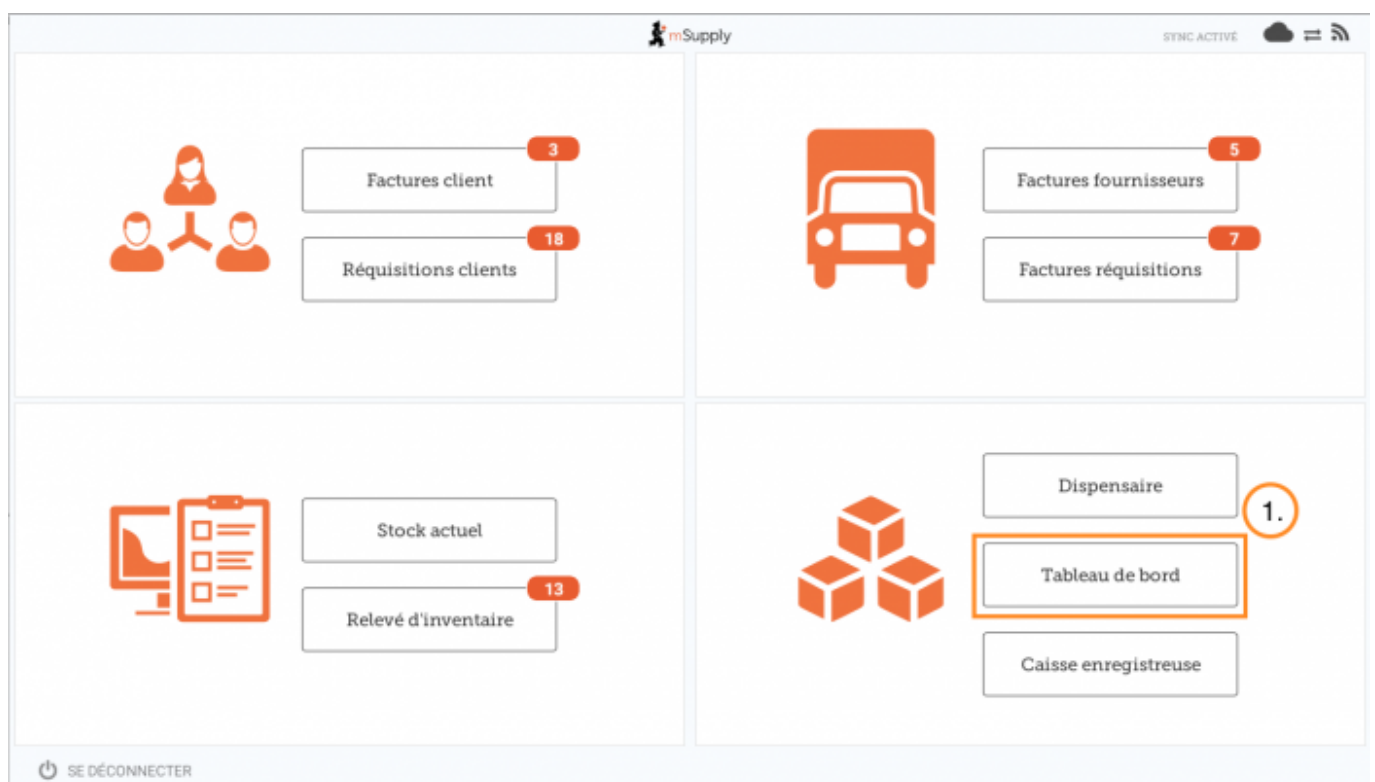 mSupply
SYNC ACTIVÉ
3
Factures client
18
Réquisitions clients
5
Factures fournisseurs
7
Factures réquisitions
Stock actuel
13
Relevé d'inventaire
Dispensaire
1.
Tableau de bord
Caisse enregistreuse
SE DÉCONNECTER